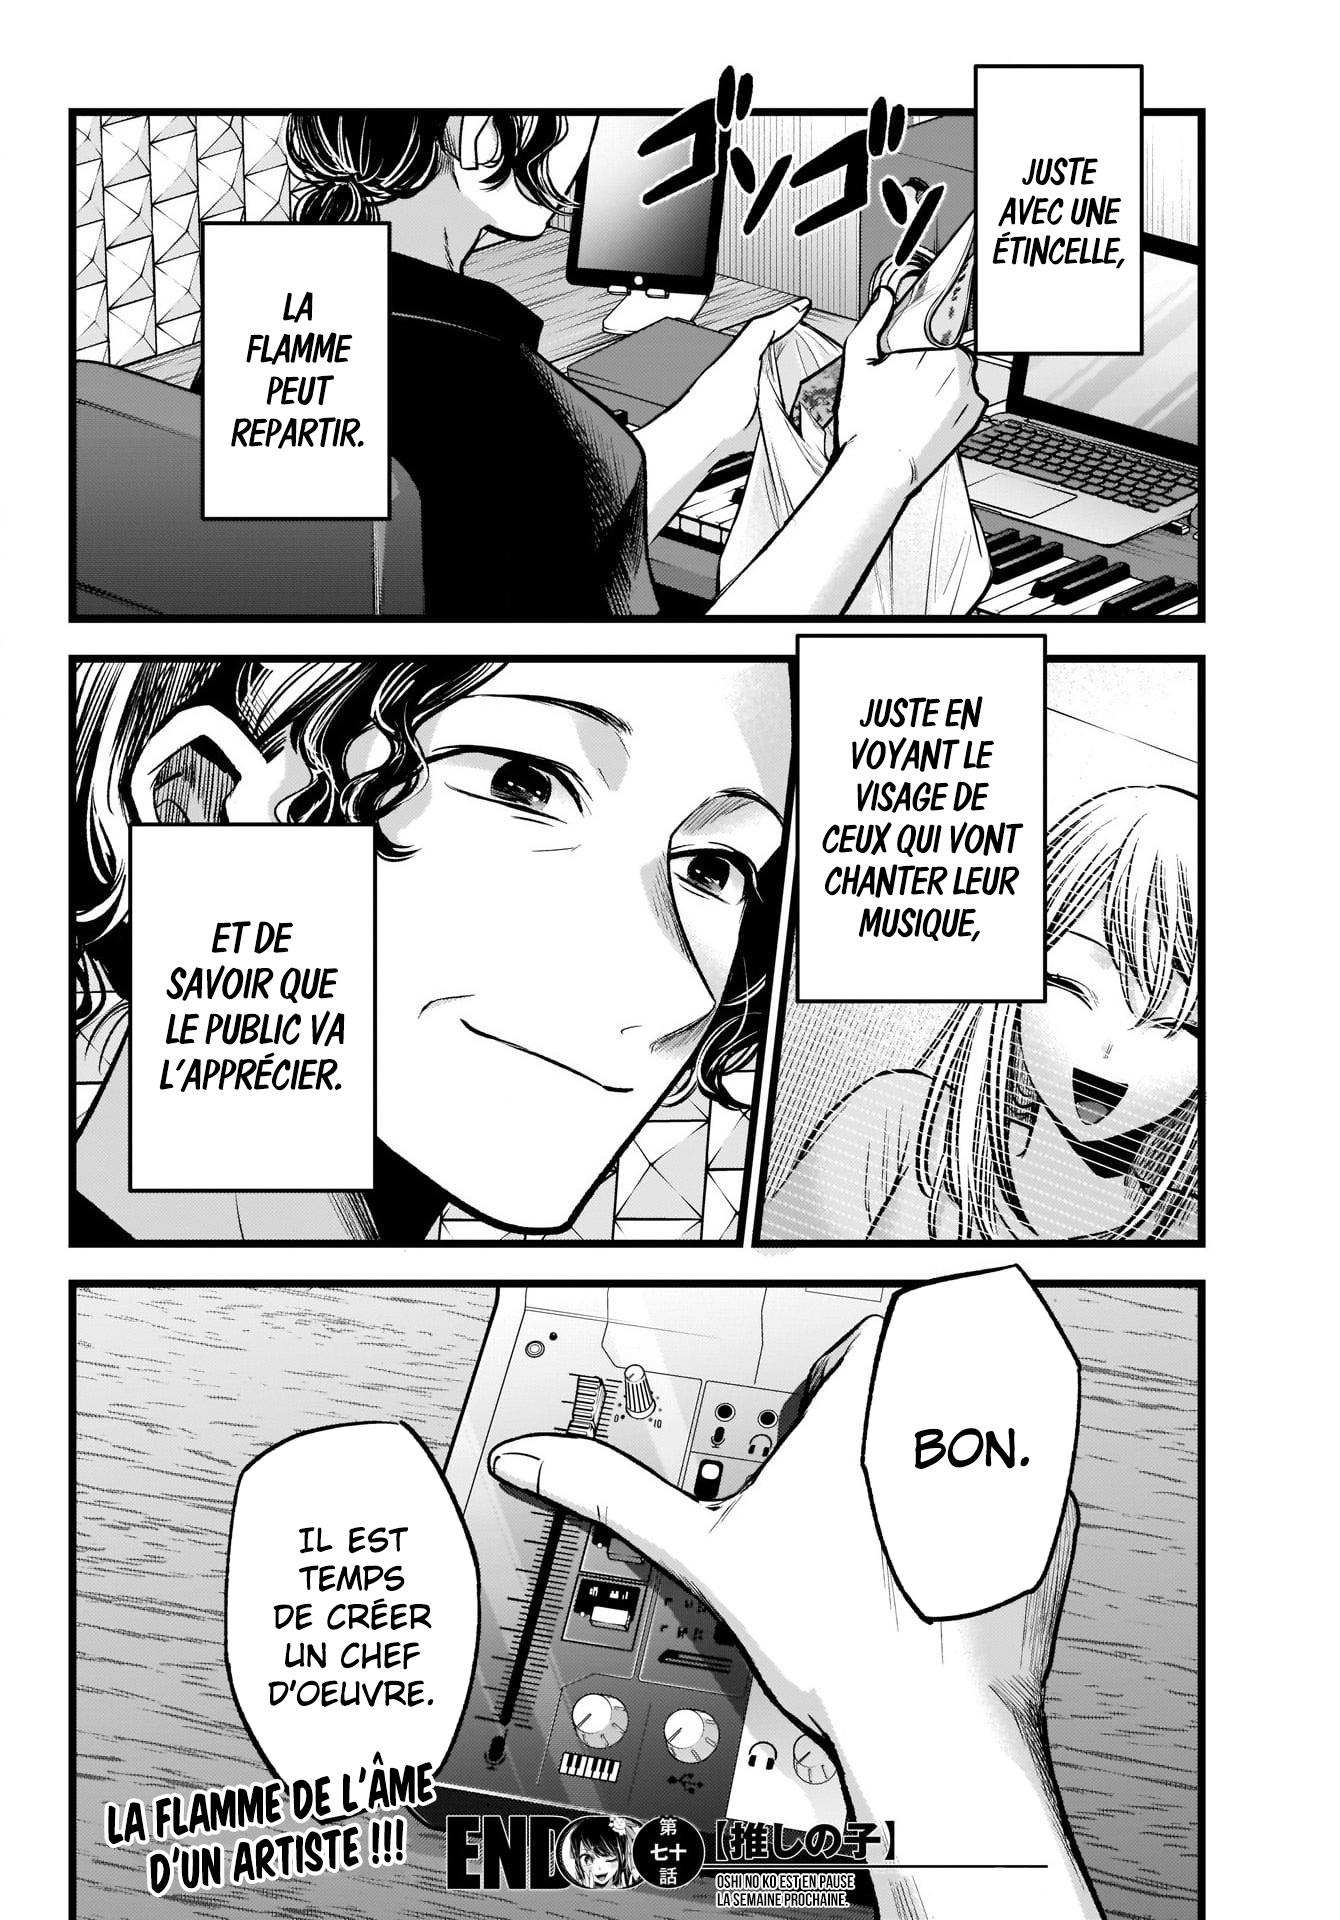 JUSTE
AVEC UNE
ÉTINCELLE,
ゴソゴソ
LA
FLAMME
PEUT
REPARTIR.
JUSTE EN
VOYANT LE
VISAGE DE
CEUX QUI VONT
CHANTER LEUR
MUSIQUE,
ET DE
SAVOIR QUE
LE PUBLIC VA
L'APPRÉCIER.
BON.
0 10
IL EST
TEMPS
DE CRÉER
UN CHEF
D'OEUVRE.
LA FLAMME DE L'ÂME
D'UN ARTISTE !!!
END
第
七十
話
【推しの子】
OSHI NO KO EST EN PAUSE
LA SEMAINE PROCHAINE.